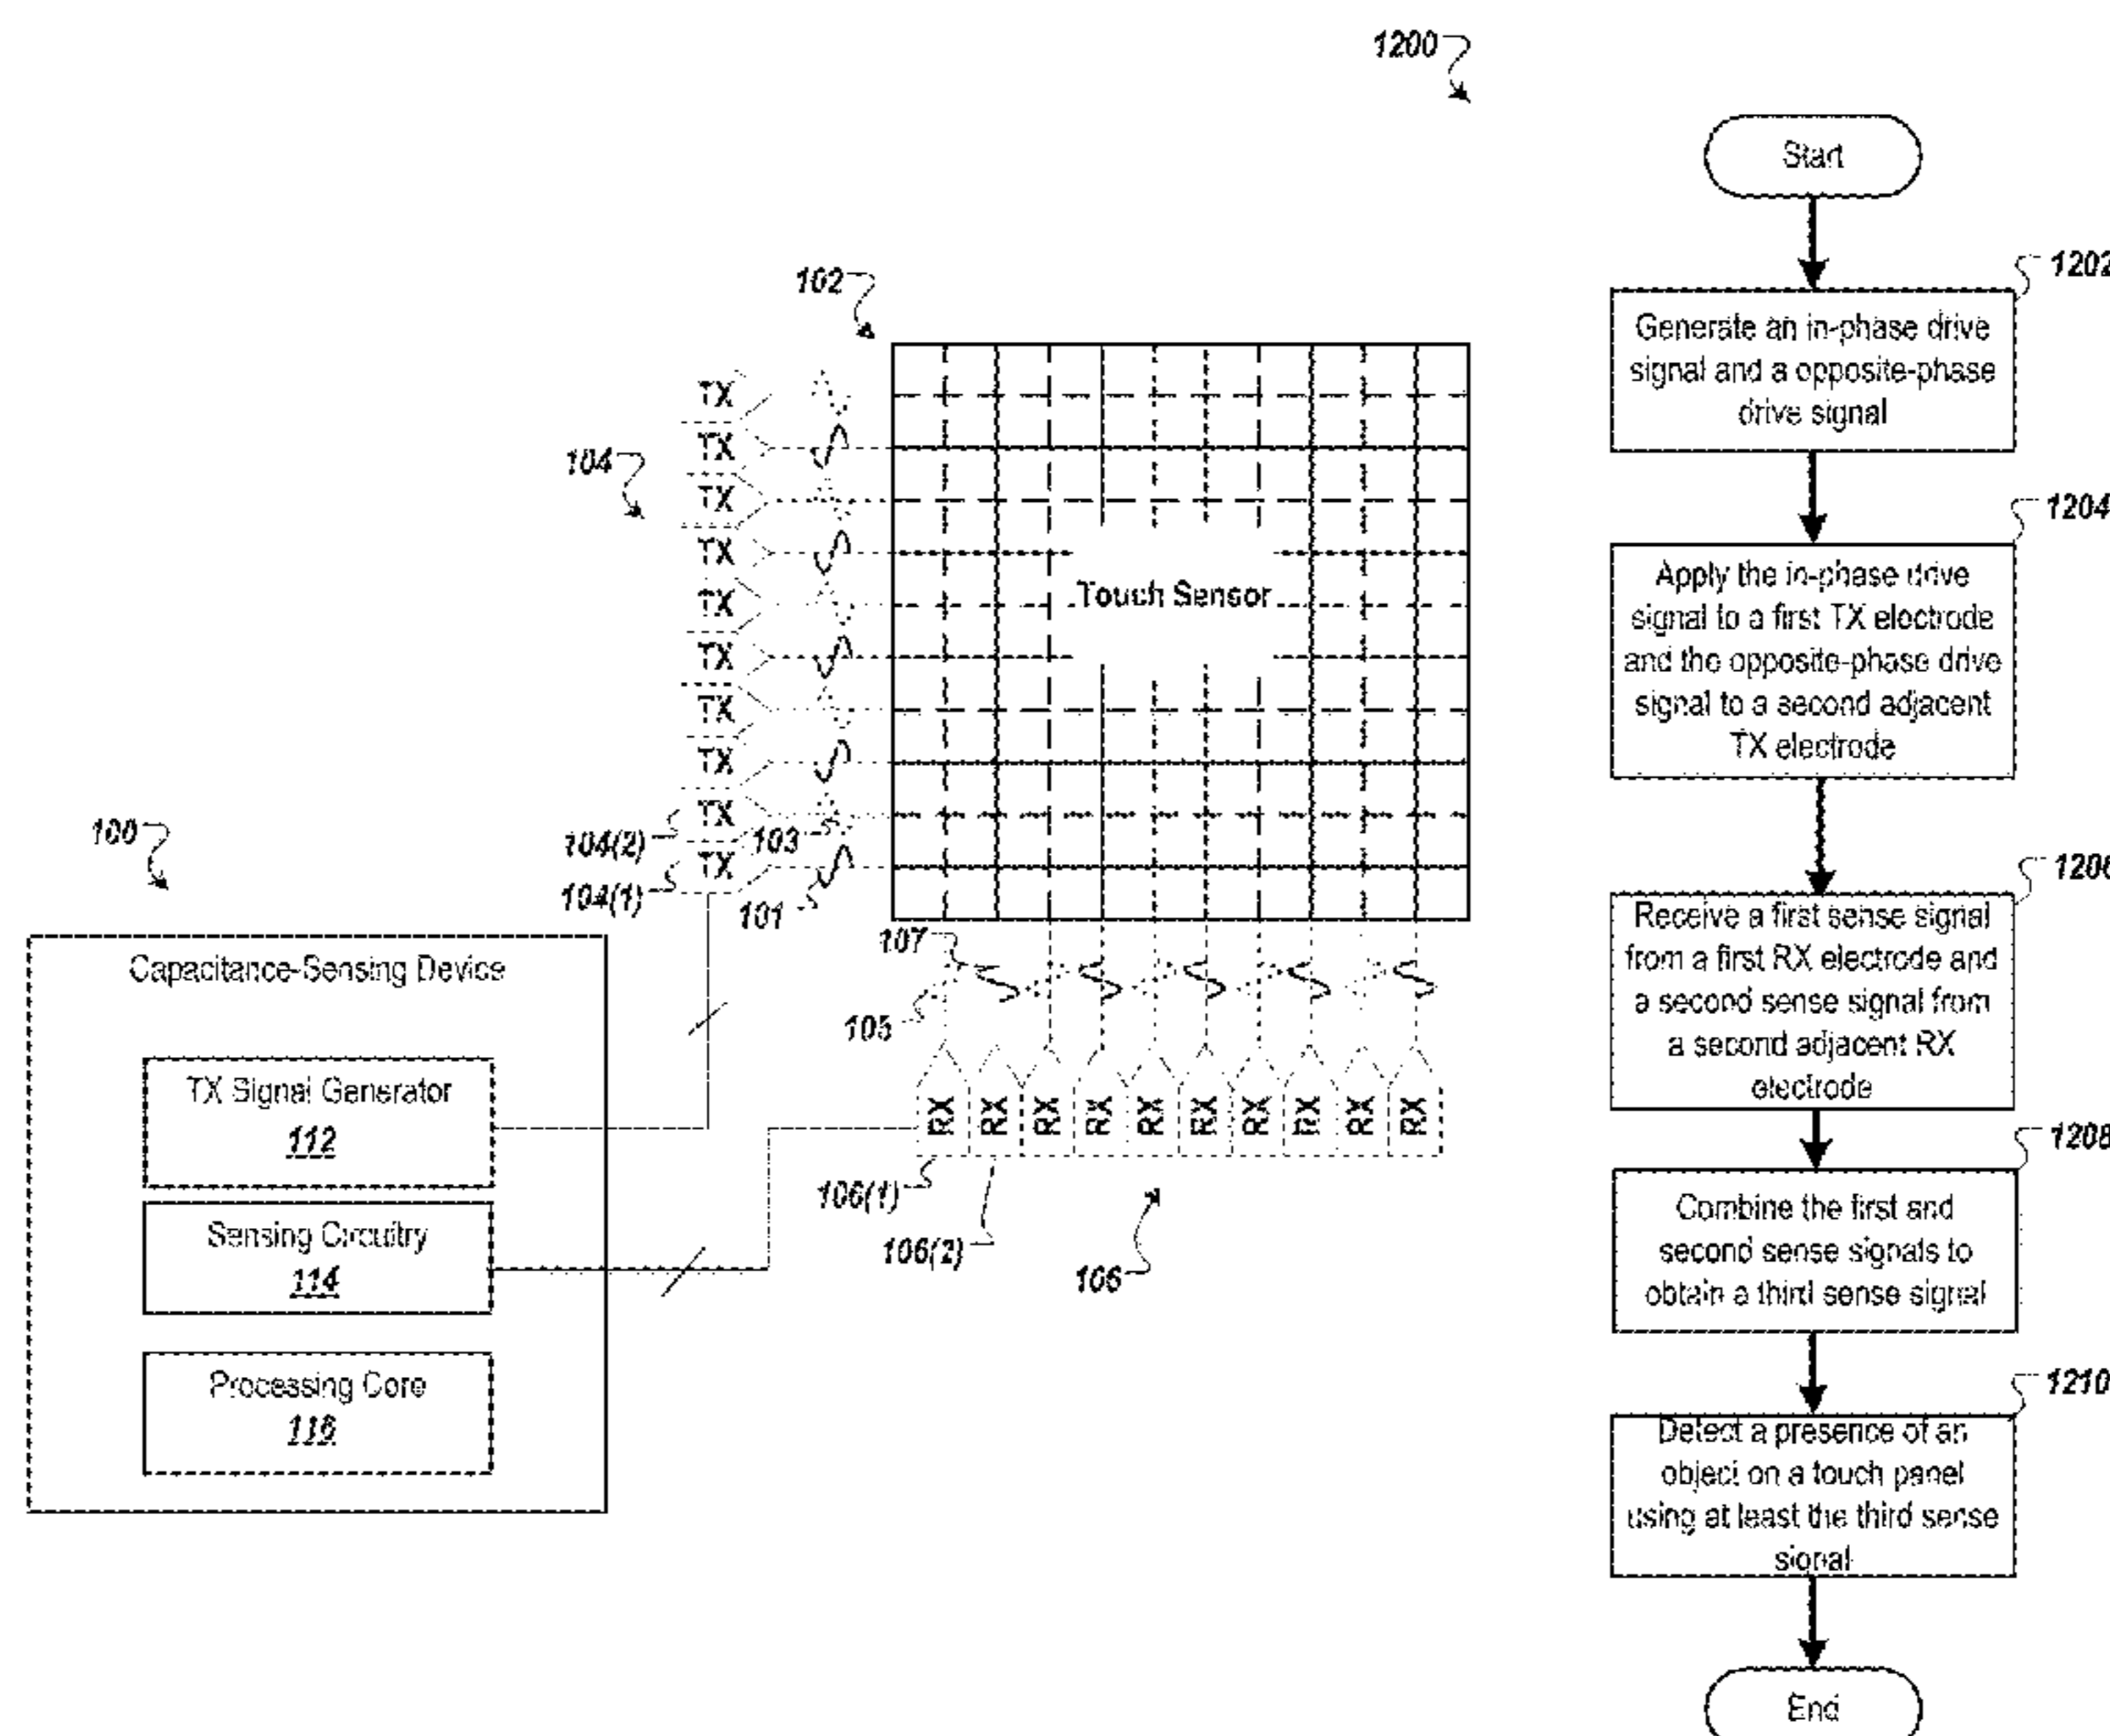 1200
102
TX
TX
104
TX
TX
TX
TX
TX
TX
TX
104(2)
103
TX
104(1)
101
Touch Sensor
107
105
RX RX RX RX RX RX RX RX RX RX
106(1)
106(2)
106
100
Capacitance-Sensing Device
TX Signal Generator
112
Sensing Circuitry
114
Processing Core
116
Start
1202
Generate an in-phase drive
signal and a opposite-phase
drive signal
1204
Apply the in-phase drive
signal to a first TX electrode
and the opposite-phase drive
signal to a second adjacent
TX electrode
1206
Receive a first sense signal
from a first RX electrode and
a second sense signal from
a second adjacent RX
electrode
1208
Combine the first and
second sense signals to
obtain a third sense signal
1210
Detect a presence of an
object on a touch panel
using at least the third sense
signal
End